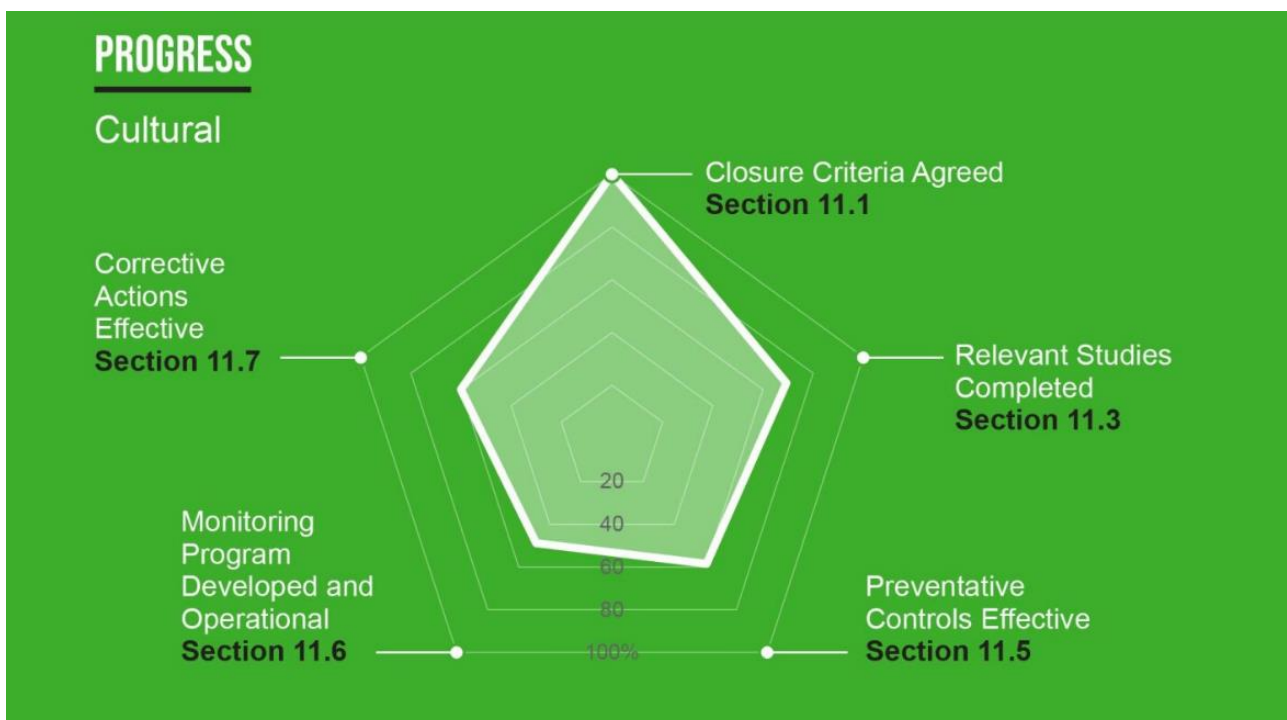 PROGRESS
Cultural
Closure Criteria Agreed
Section 11.1
Corrective
Actions
Effective
Section 11.7
Relevant Studies
Completed
Section 11.3
20
40
60
80
100%
Monitoring
Program
Developed and
Operational
Section 11.6
Preventative
Controls Effective
Section 11.5